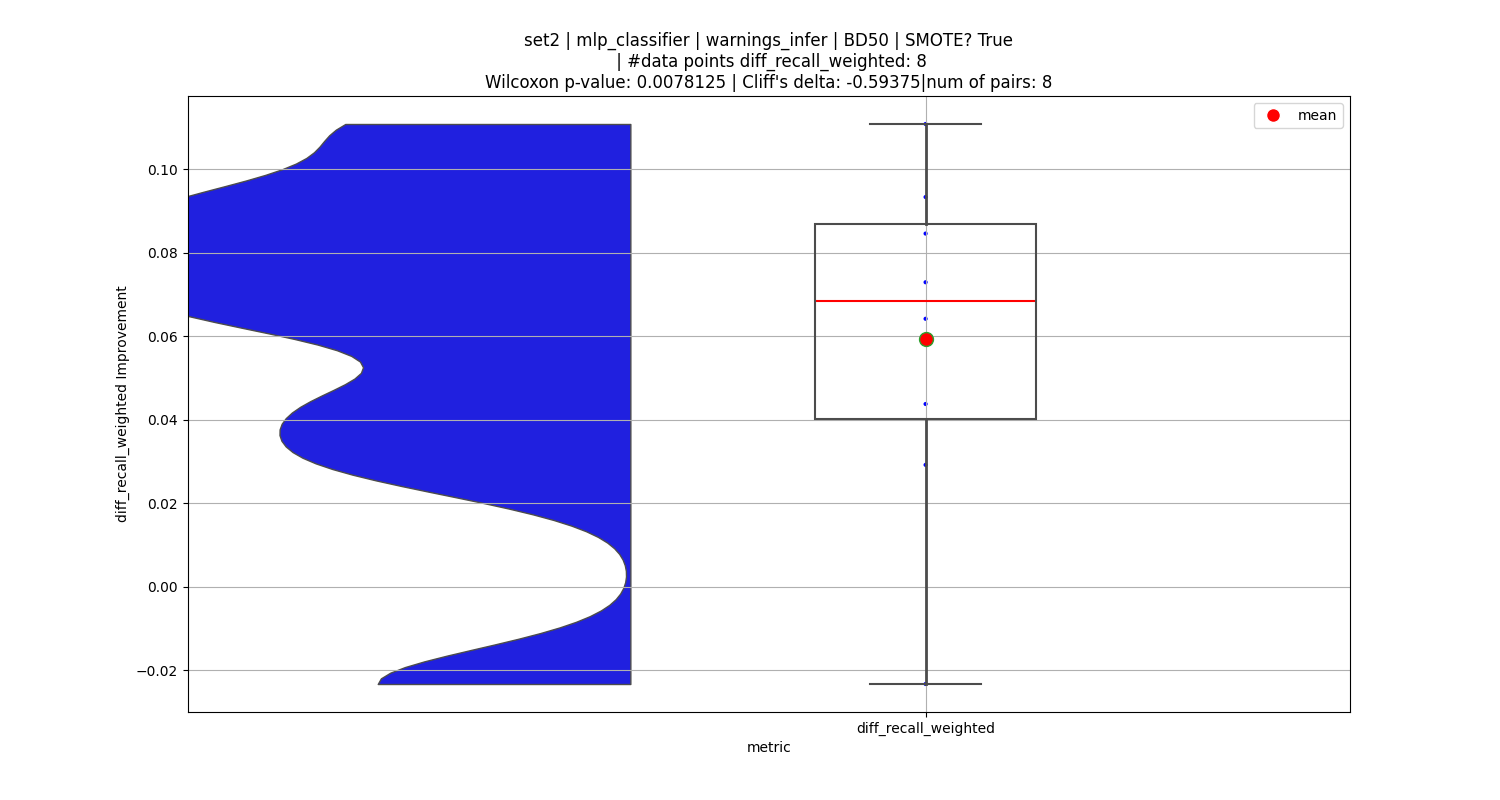 set2 | mlp_classifier | warnings_infer | BD50 | SMOTE? True
| #data points diff_recall_weighted: 8
Wilcoxon p-value: 0.0078125 | Cliff's delta: -0.59375|num of pairs: 8
mean
0.10
0.08
0.06
0.04
0.02
0.00
−0.02
diff_recall_weighted Improvement
diff_recall_weighted
metric